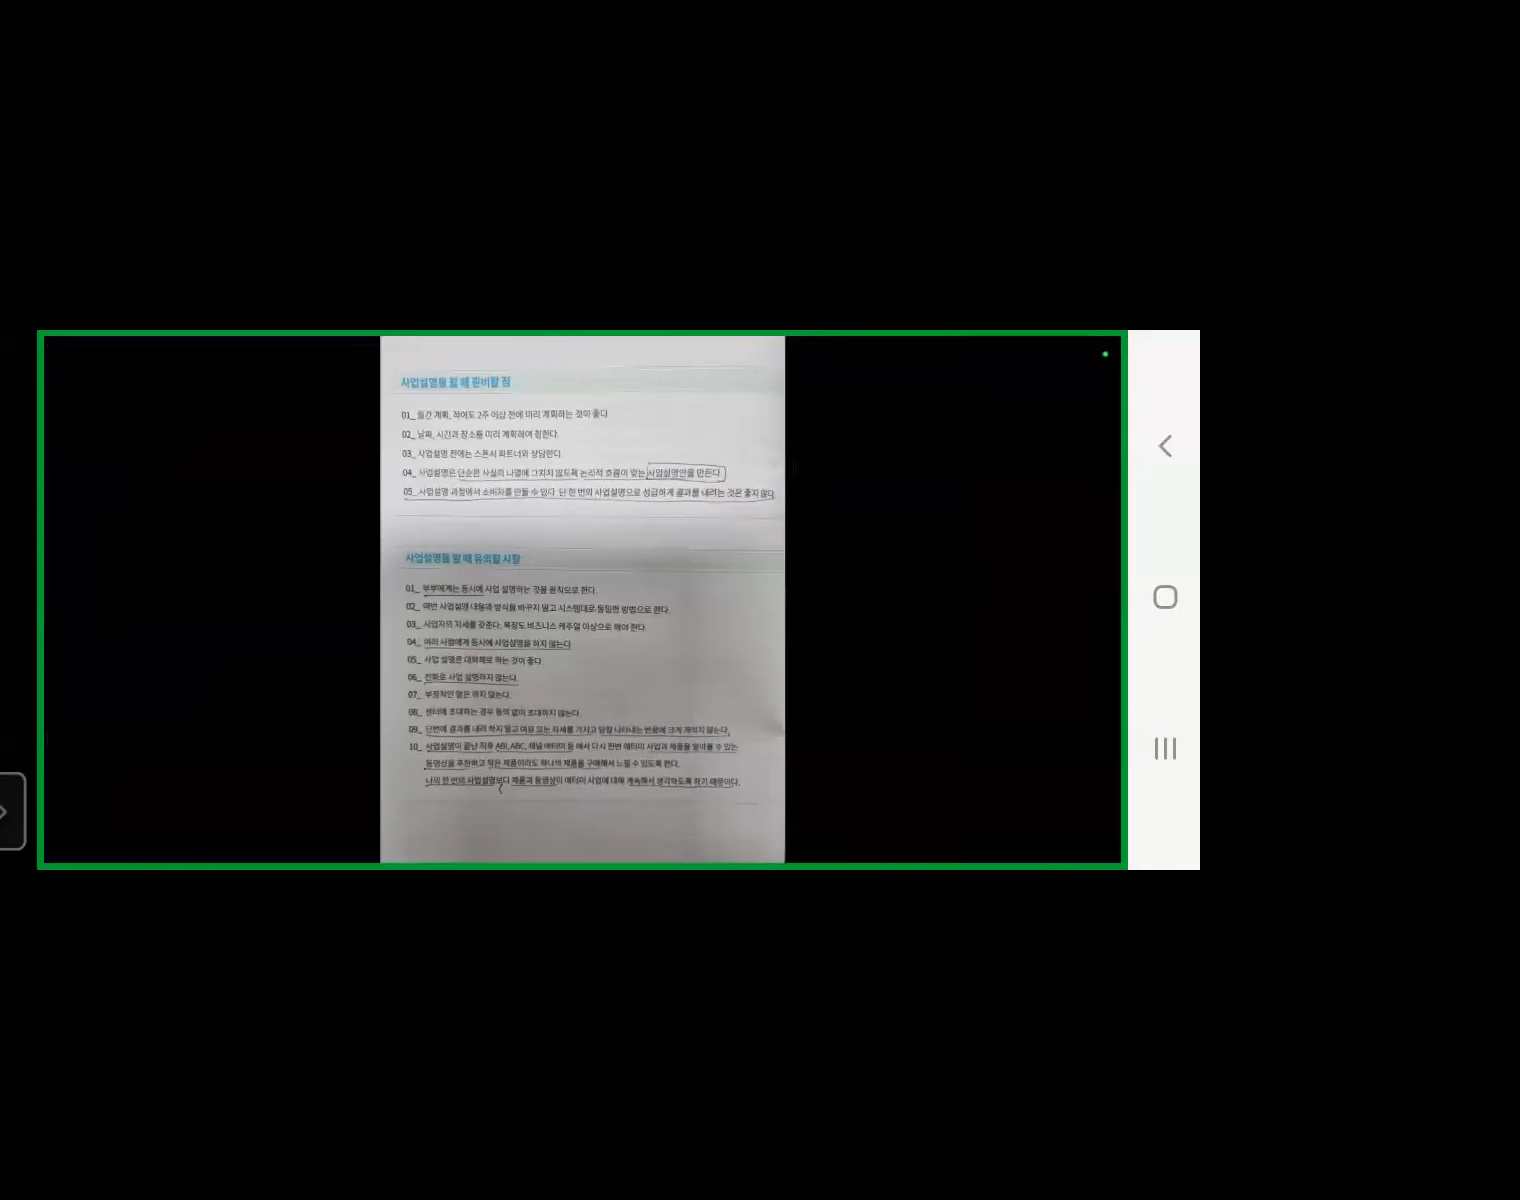 사업설명을 할 때 준비할 점
01_ 월간 계획, 적어도 2주 이상 전에 미리 계획하는 것이 좋다
02_ 날짜, 시간과 장소를 미리 계획하여 정한다.
03_ 사업설명 전에는 스폰서 파트너와 상담한다.
04_ 사업설명은 단순한 사실의 나열에 그치지 않도록 논리적 흐름이 맞는 사업설명안을 만든다.
05_ 사업설명 과정에서 소비자를 만들 수 있다. 단 한 번의 사업설명으로 성급하게 결과를 내려는 것은 좋지 않다.
사업설명을 할 때 유의할 사항
01_ 부부에게는 동시에 사업 설명하는 것을 원칙으로 한다.
02_ 매번 사업설명 내용과 방식을 바꾸지 말고 시스템대로 동일한 방법으로 한다.
03_ 사업자의 자세를 갖춘다. 복장도 비즈니스 캐주얼 이상으로 해야 한다.
04_ 여러 사람에게 동시에 사업설명을 하지 않는다
05_ 사업 설명은 대화체로 하는 것이 좋다.
06_ 전화로 사업 설명하지 않는다.
07_ 부정적인 말은 하지 않는다.
08_ 센터에 초대하는 경우 동의 없이 초대하지 않는다.
09_ 단번에 결과를 내려 하지 말고 여유 있는 자세를 가지고 당장 나타내는 반응에 크게 개의치 않는다.
10_ 사업설명이 끝난 직후 ABI, ABC, 채널 애터미 등 에서 다시 한번 애터미 사업과 제품을 알아볼 수 있는
동영상을 추천하고 작은 제품이라도 하나의 제품을 구매해서 느낄 수 있도록 한다.
나의 한 번의 사업설명보다 제품과 동영상이 애터미 사업에 대해 계속해서 생각하도록 하기 때문이다.